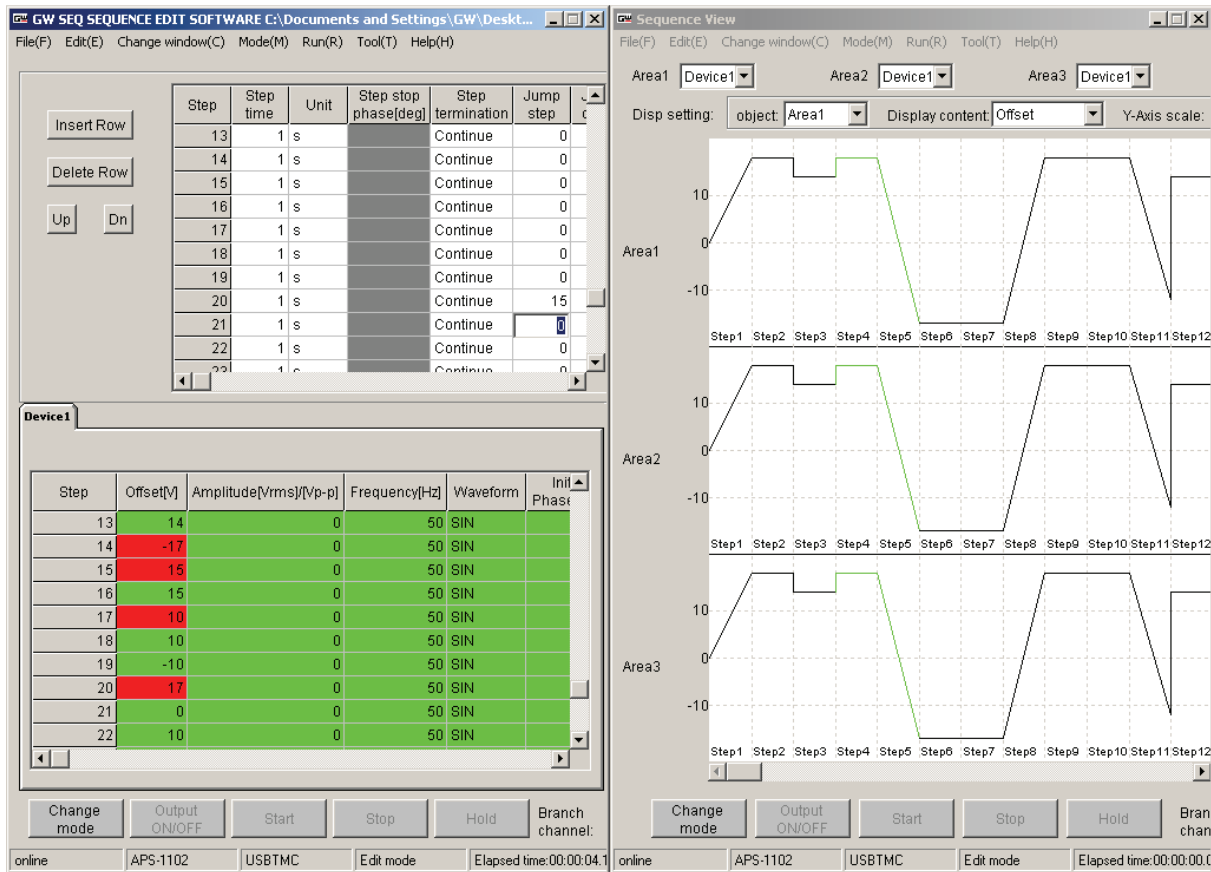 GW SEQ SEQUENCE EDIT SOFTWARE C:\Documents and Settings\GW\Deskt...
File(F) Edit(E) Change window(C) Mode(M) Run(R) Tool(T) Help(H)
Insert Row
Delete Row
Up Dn
Step Step time Unit Step stop phase[deg] Step termination Jump step
13 1 s Continue 0
14 1 s Continue 0
15 1 s Continue 0
16 1 s Continue 0
17 1 s Continue 0
18 1 s Continue 0
19 1 s Continue 0
20 1 s Continue 15
21 1 s Continue 0
22 1 s Continue 0
Device1
Step Offset[V] Amplitude[Vrms]/[Vp-p] Frequency[Hz] Waveform Init Phase
13 14 0 50 SIN
14 -17 0 50 SIN
15 15 0 50 SIN
16 15 0 50 SIN
17 10 0 50 SIN
18 10 0 50 SIN
19 -10 0 50 SIN
20 17 0 50 SIN
21 0 0 50 SIN
22 10 0 50 SIN
Change mode Output ON/OFF Start Stop Hold Branch channel:
online APS-1102 USBTMC Edit mode Elapsed time:00:00:04.1
GW Sequence View
File(F) Edit(E) Change window(C) Mode(M) Run(R) Tool(T) Help(H)
Area1 Device1 Area2 Device1 Area3 Device1
Disp setting: object: Area1 Display content: Offset Y-Axis scale:
10
0
-10
Area1
Step1 Step2 Step3 Step4 Step5 Step6 Step7 Step8 Step9 Step10 Step11 Step12
10
0
-10
Area2
Step1 Step2 Step3 Step4 Step5 Step6 Step7 Step8 Step9 Step10 Step11 Step12
10
0
-10
Area3
Step1 Step2 Step3 Step4 Step5 Step6 Step7 Step8 Step9 Step10 Step11 Step12
Change mode Output ON/OFF Start Stop Hold Bran chan
online APS-1102 USBTMC Edit mode Elapsed time:00:00:00.0